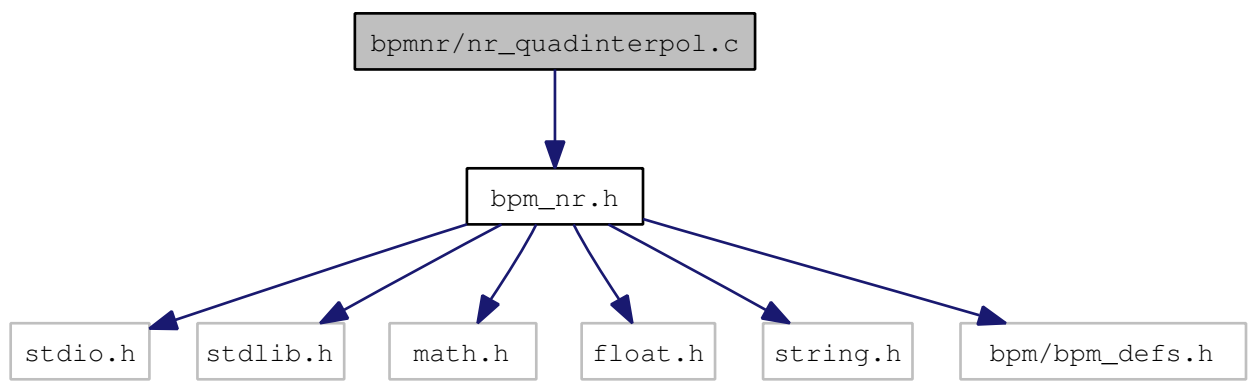 bpmnr/nr_quadinterpol.c
bpm_nr.h
stdio.h
stdlib.h
math.h
float.h
string.h
bpm/bpm_defs.h